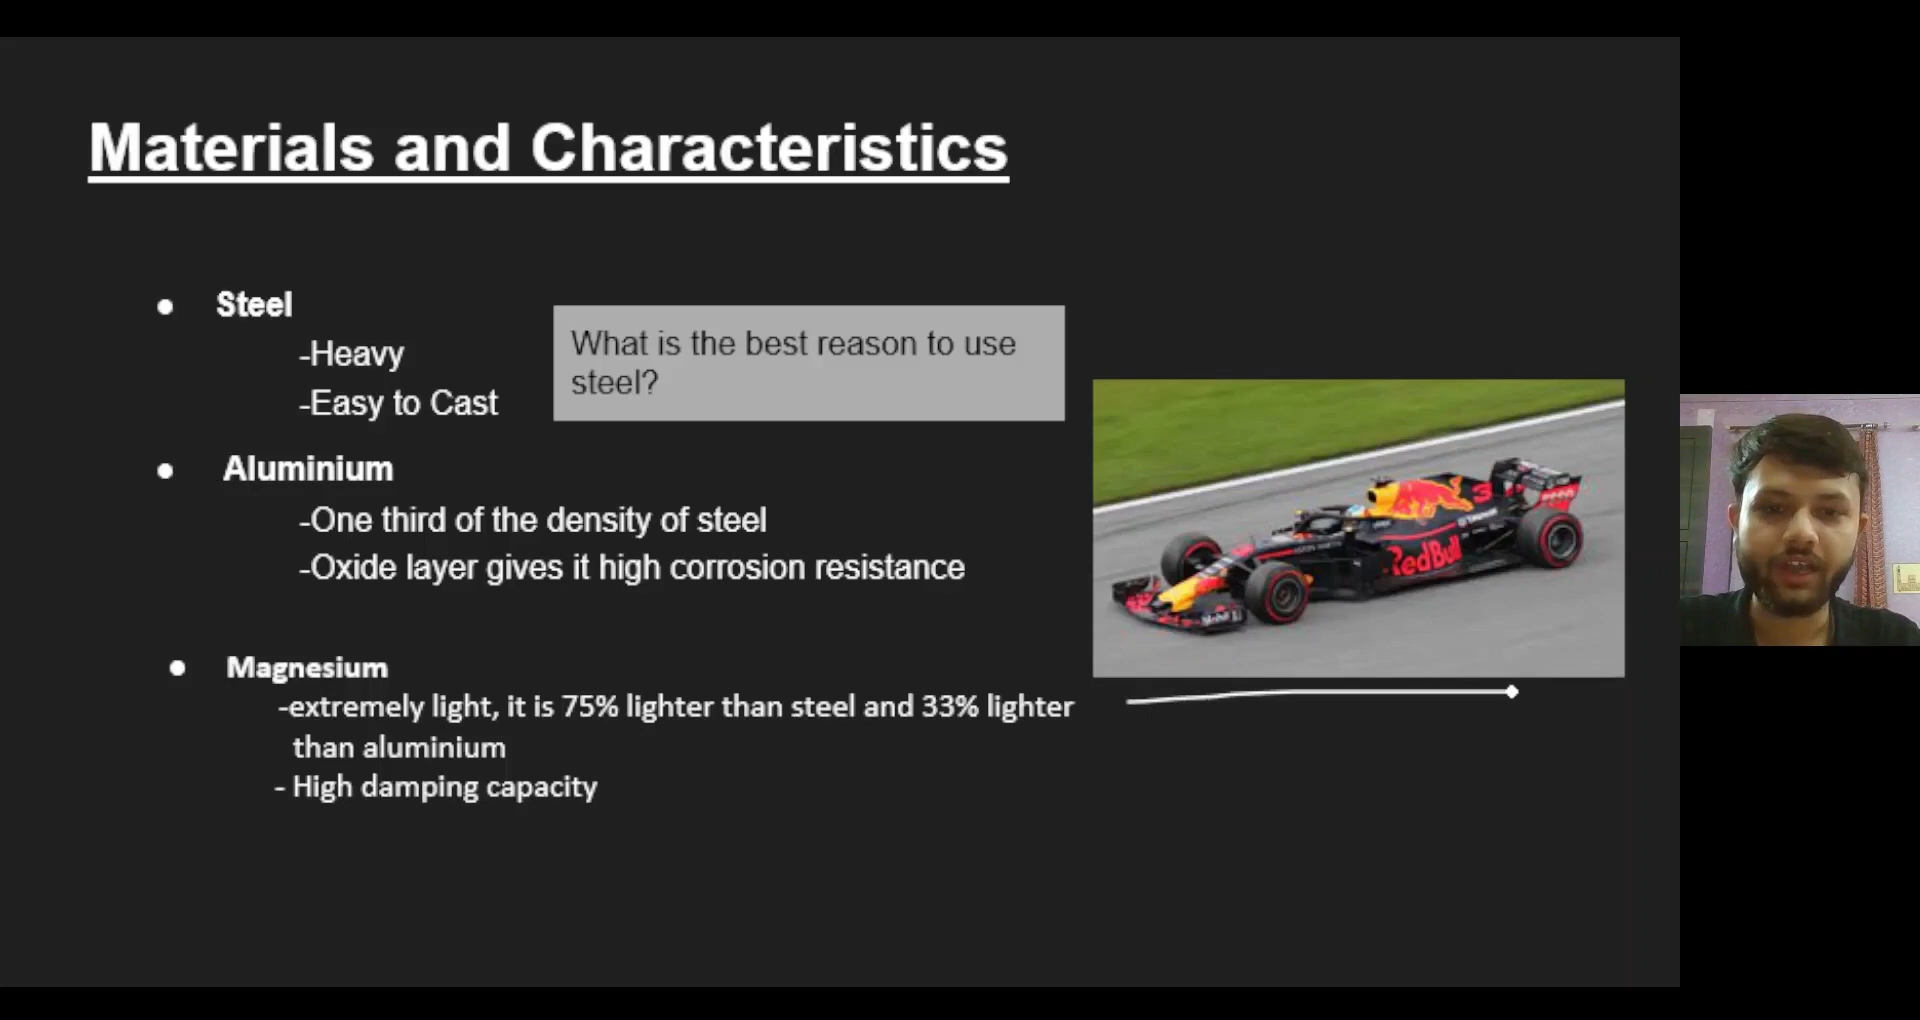 Materials and Characteristics
● Steel
-Heavy
-Easy to Cast
What is the best reason to use
steel?
● Aluminium
-One third of the density of steel
-Oxide layer gives it high corrosion resistance
● Magnesium
-extremely light, it is 75% lighter than steel and 33% lighter
than aluminium
- High damping capacity
3
RedBull